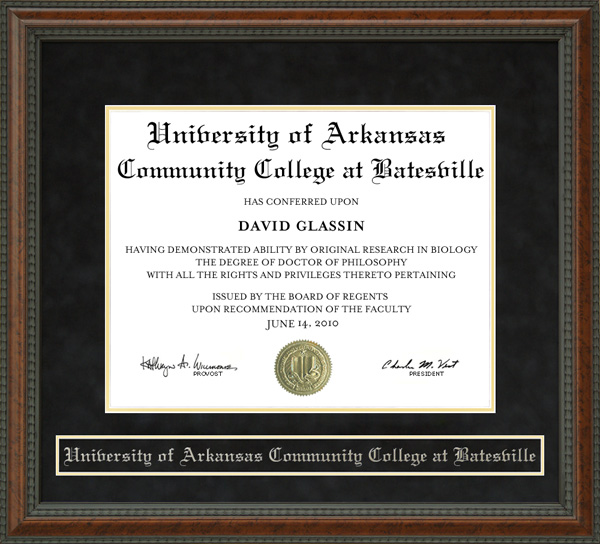 University of Arkansas
Community College at Batesville
HAS CONFERRED UPON
DAVID GLASSIN
HAVING DEMONSTRATED ABILITY BY ORIGINAL RESEARCH IN BIOLOGY
THE DEGREE OF DOCTOR OF PHILOSOPHY
WITH ALL THE RIGHTS AND PRIVILEGES THERETO PERTAINING
ISSUED BY THE BOARD OF REGENTS
UPON RECOMMENDATION OF THE FACULTY
JUNE 14, 2010
PROVOST
Charles M. Vest
PRESIDENT
University of Arkansas Community College at Batesville